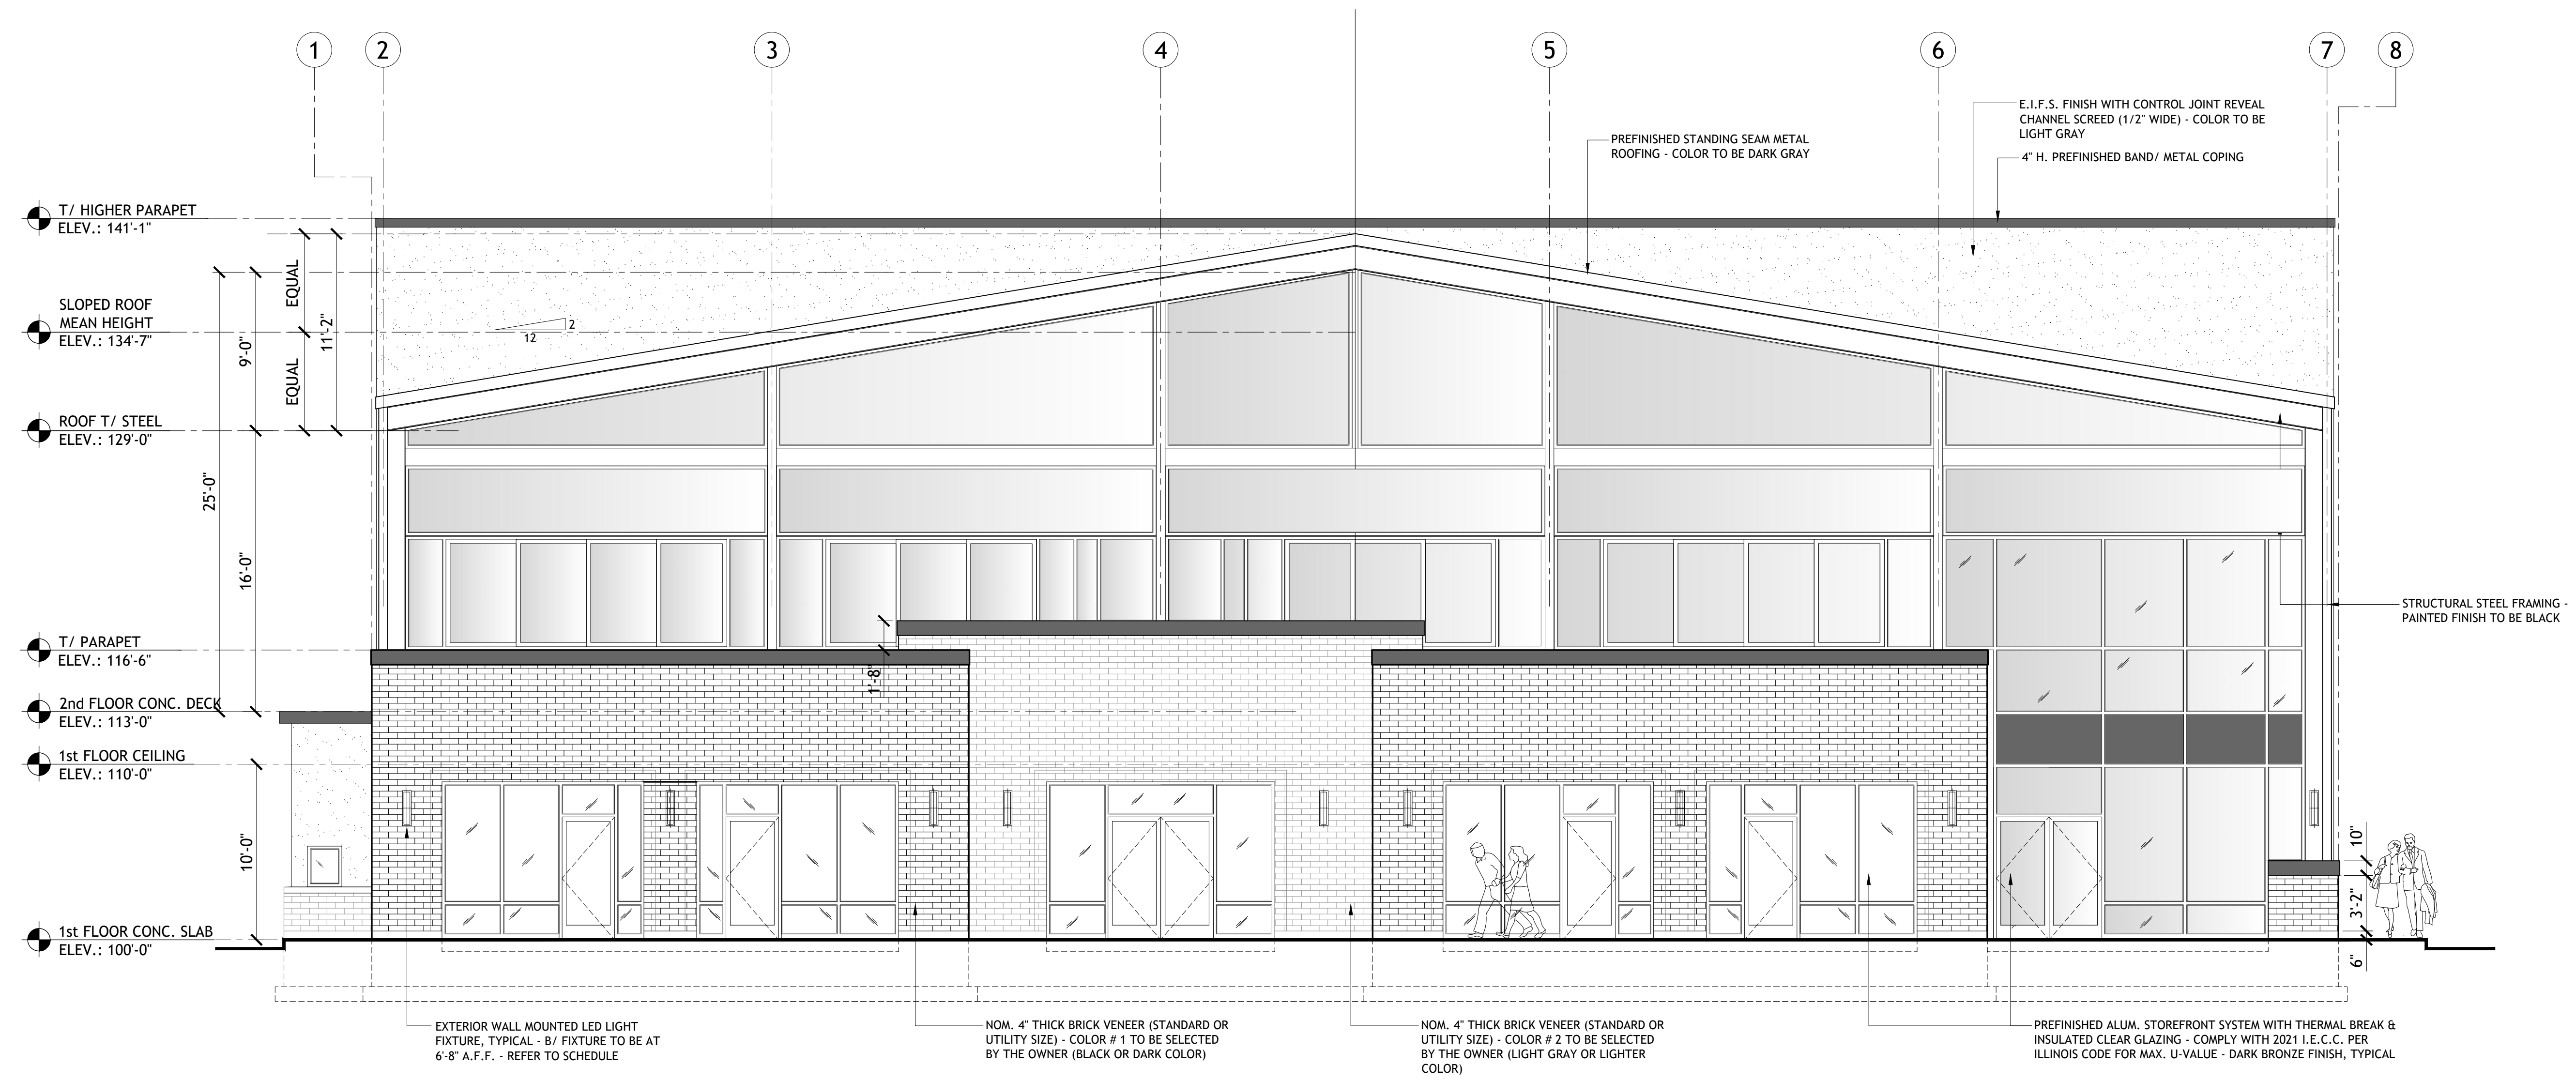 1 2 3 4 5 6 7 8
E.I.F.S. FINISH WITH CONTROL JOINT REVEAL
CHANNEL SCREED (1/2" WIDE) - COLOR TO BE
LIGHT GRAY
PREFINISHED STANDING SEAM METAL
ROOFING - COLOR TO BE DARK GRAY
4" H. PREFINISHED BAND/ METAL COPING
T/ HIGHER PARAPET
ELEV.: 141'-1"
SLOPED ROOF
MEAN HEIGHT
ELEV.: 134'-7"
ROOF T/ STEEL
ELEV.: 129'-0"
T/ PARAPET
ELEV.: 116'-6"
2nd FLOOR CONC. DECK
ELEV.: 113'-0"
1st FLOOR CEILING
ELEV.: 110'-0"
1st FLOOR CONC. SLAB
ELEV.: 100'-0"
25'-0"
9'-0"
16'-0"
10'-0"
EQUAL
EQUAL
11'-2"
2
12
1'-8"
STRUCTURAL STEEL FRAMING -
PAINTED FINISH TO BE BLACK
10"
3'-2"
6"
EXTERIOR WALL MOUNTED LED LIGHT
FIXTURE, TYPICAL - B/ FIXTURE TO BE AT
6'-8" A.F.F. - REFER TO SCHEDULE
NOM. 4" THICK BRICK VENEER (STANDARD OR
UTILITY SIZE) - COLOR # 1 TO BE SELECTED
BY THE OWNER (BLACK OR DARK COLOR)
NOM. 4" THICK BRICK VENEER (STANDARD OR
UTILITY SIZE) - COLOR # 2 TO BE SELECTED
BY THE OWNER (LIGHT GRAY OR LIGHTER
COLOR)
PREFINISHED ALUM. STOREFRONT SYSTEM WITH THERMAL BREAK &
INSULATED CLEAR GLAZING - COMPLY WITH 2021 I.E.C.C. PER
ILLINOIS CODE FOR MAX. U-VALUE - DARK BRONZE FINISH, TYPICAL